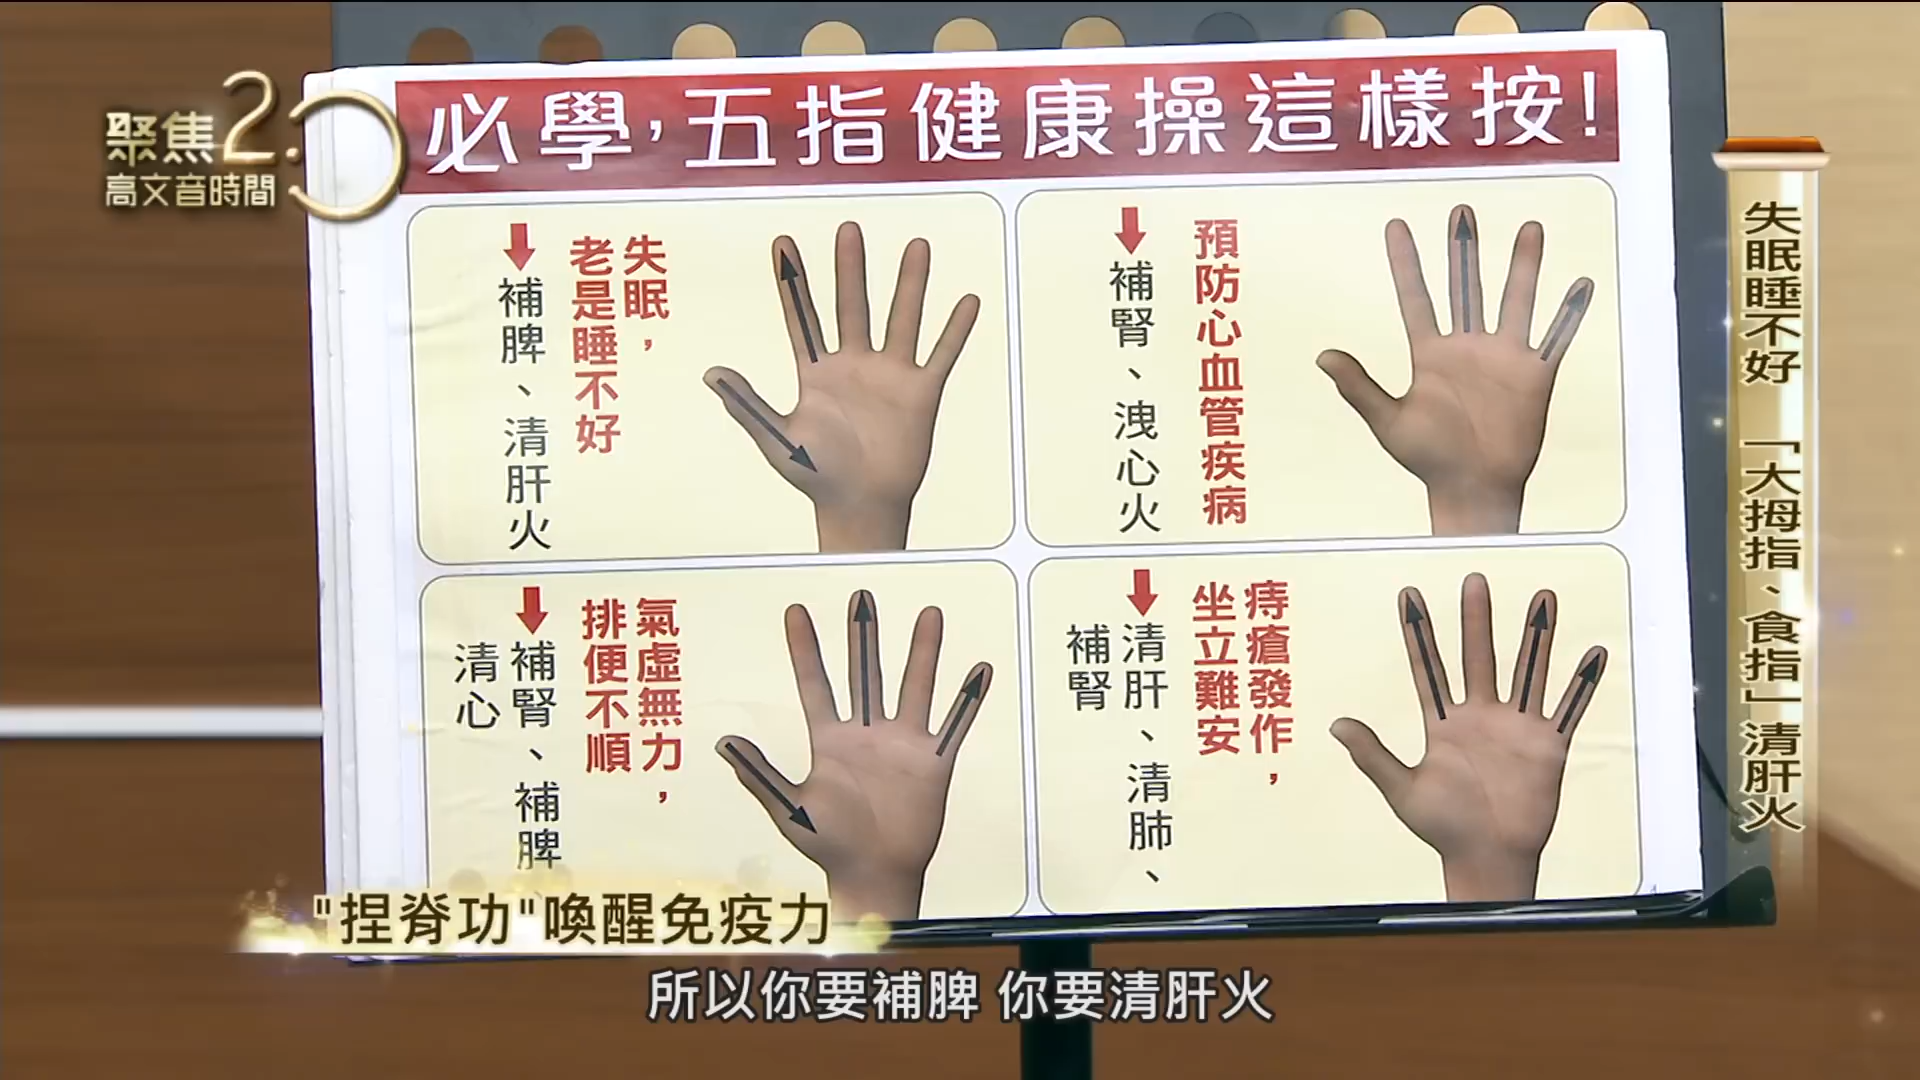 聚焦2.0
高文音時間
必學,五指健康操這樣按!
失眠,
老是睡不好
補脾、清肝火
預防心血管疾病
補腎、洩心火
氣虛無力,
排便不順
補腎、補脾
清心
痔瘡發作,
坐立難安
清肝、清肺、
補腎
失眠睡不好 「大拇指、食指」清肝火
"捏脊功"喚醒免疫力
所以你要補脾 你要清肝火